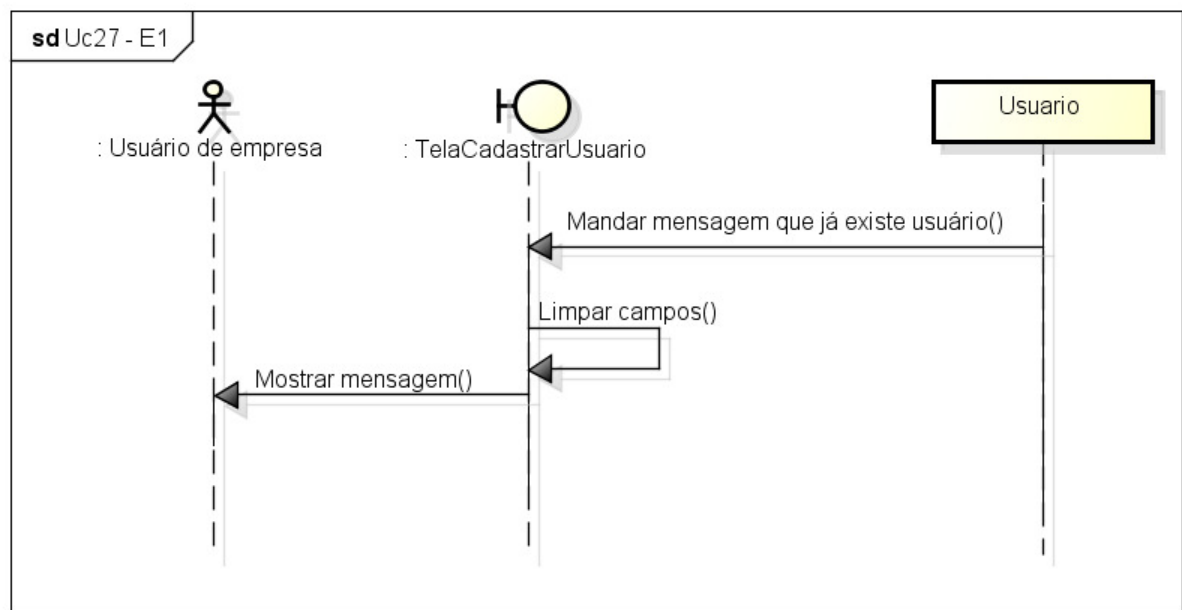 sd Uc27 - E1
: Usuário de empresa
: TelaCadastrarUsuario
Usuario
Mandar mensagem que já existe usuário()
Limpar campos()
Mostrar mensagem()